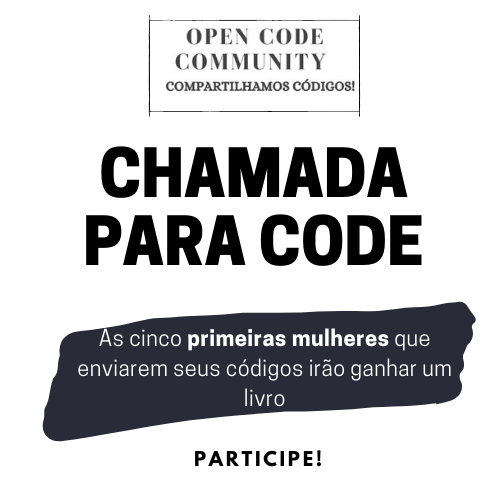 OPEN CODE
COMMUNITY
COMPARTILHAMOS CÓDIGOS!
CHAMADA
PARA CODE
As cinco primeiras mulheres que
enviarem seus códigos irão ganhar um
livro
PARTICIPE!